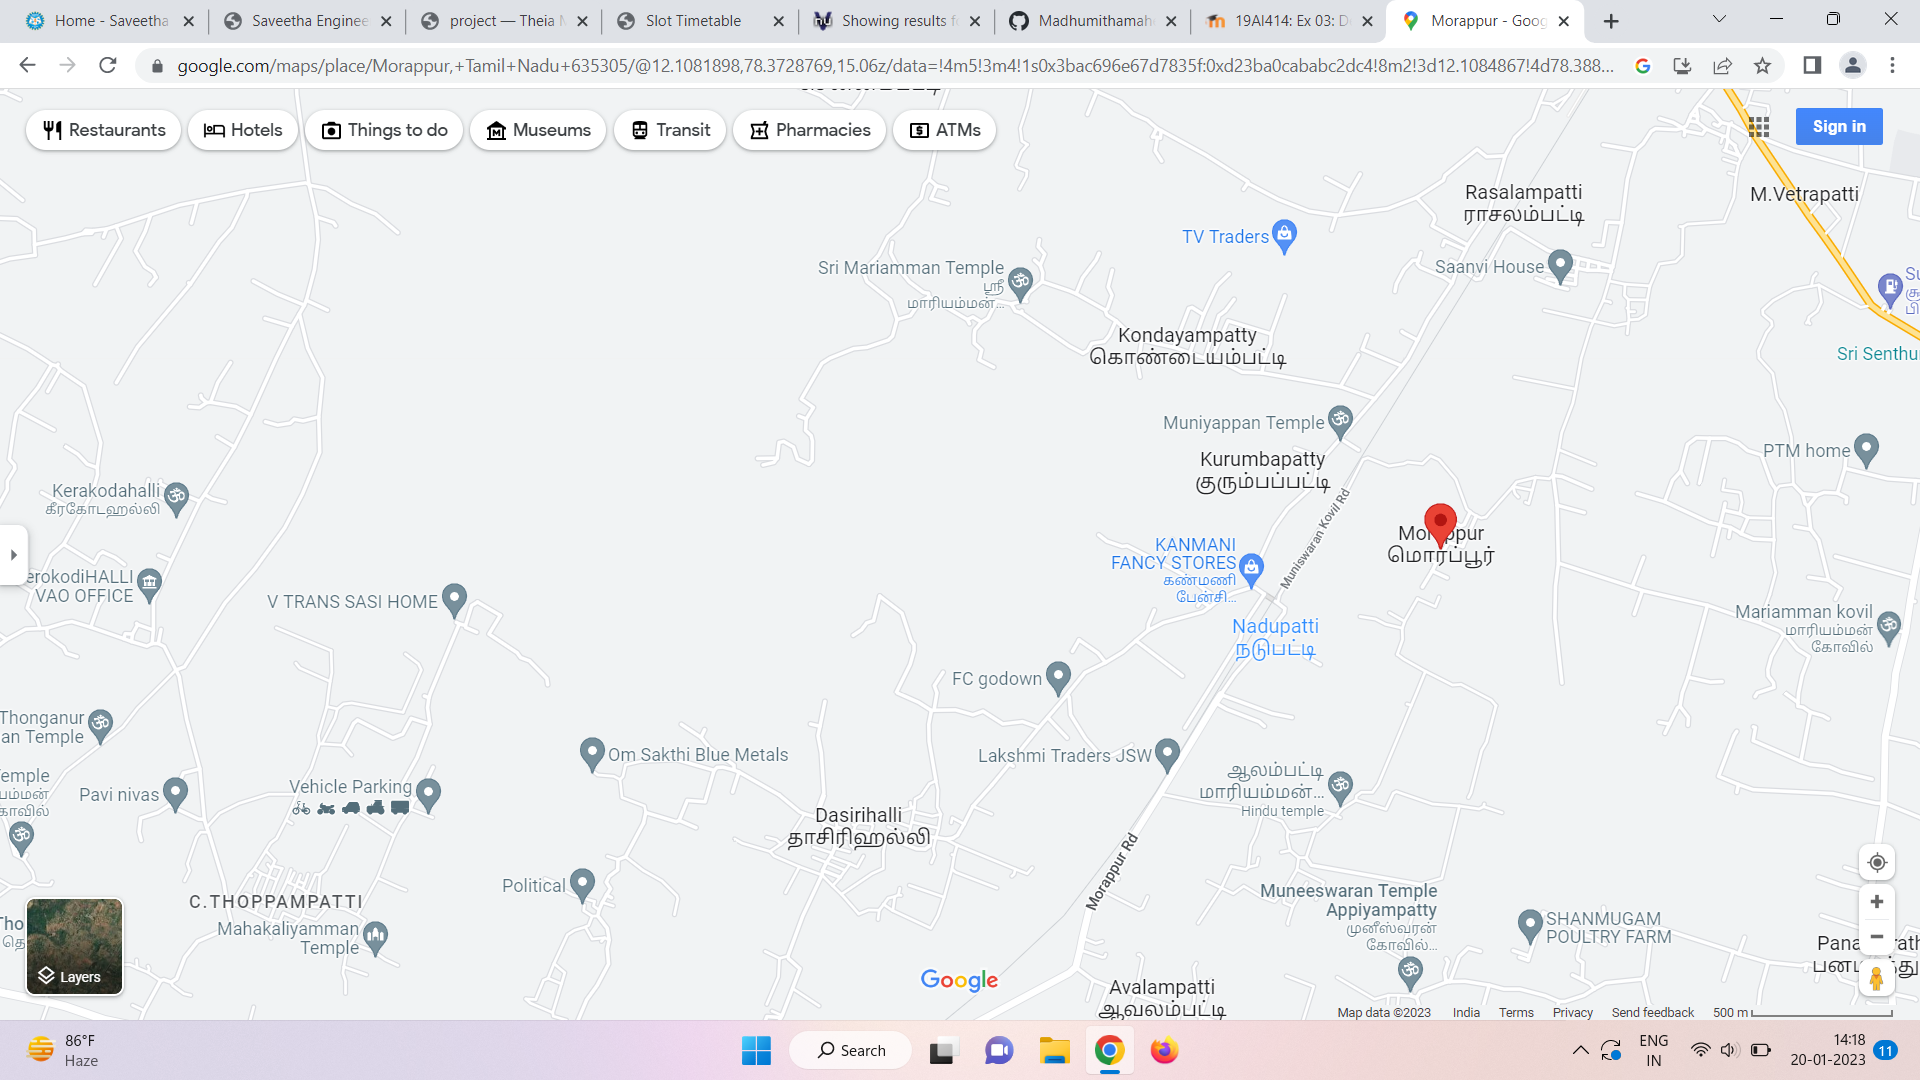 Home - Saveetha
Saveetha Enginee
project — Theia
Slot Timetable
Showing results f
Madhumithamah
19AI414: Ex 03: D
Morappur - Goog
google.com/maps/place/Morappur,+Tamil+Nadu+635305/@12.1081898,78.3728769,15.06z/data=!4m5!3m4!1s0x3bac696e67d7835f:0xd23ba0cababc2dc4!8m2!3d12.1084867!4d78.388...
Restaurants
Hotels
Things to do
Museums
Transit
Pharmacies
ATMs
Sign in
Rasalampatti
ராசலம்பட்டி
M.Vetrapatti
TV Traders
Saanvi House
Sri Mariamman Temple
ஸ்ரீ
மாரியம்மன்...
Su
Kondayampatty
கொண்டையம்பட்டி
Sri Senthu
Muniyappan Temple
Kurumbapatty
குரும்பப்பட்டி
PTM home
Kerakodahalli
கீரகோடஹல்லி
Muniswaran Kovil Rd
Morappur
மொரப்பூர்
KANMANI
FANCY STORES
கண்மணி
பேன்சி...
erokodiHALLI
VAO OFFICE
V TRANS SASI HOME
Nadupatti
நடுபட்டி
Mariamman kovil
மாரியம்மன்
கோவில்
FC godown
Thonganur
an Temple
Om Sakthi Blue Metals
Lakshmi Traders JSW
ஆலம்பட்டி
மாரியம்மன்...
Hindu temple
emple
யம்மன்
கோவில்
Pavi nivas
Vehicle Parking
Dasirihalli
தாசிரிஹல்லி
Morappur Rd
Political
C.THOPPAMPATTI
Mahakaliyamman
Temple
Tho
Muneeswaran Temple
Appiyampatty
முனீஸ்வரன்
கோவில்...
SHANMUGAM
POULTRY FARM
Layers
Google
Avalampatti
ஆவலம்பட்டி
Map data ©2023
India
Terms
Privacy
Send feedback
500 m
86°F
Haze
Search
ENG
IN
14:18
20-01-2023
11